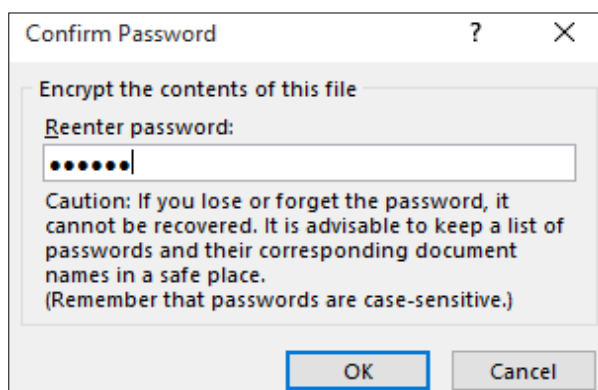 Confirm Password ? X
Encrypt the contents of this file
Reenter password:
••••••
Caution: If you lose or forget the password, it
cannot be recovered. It is advisable to keep a list of
passwords and their corresponding document
names in a safe place.
(Remember that passwords are case-sensitive.)
OK Cancel